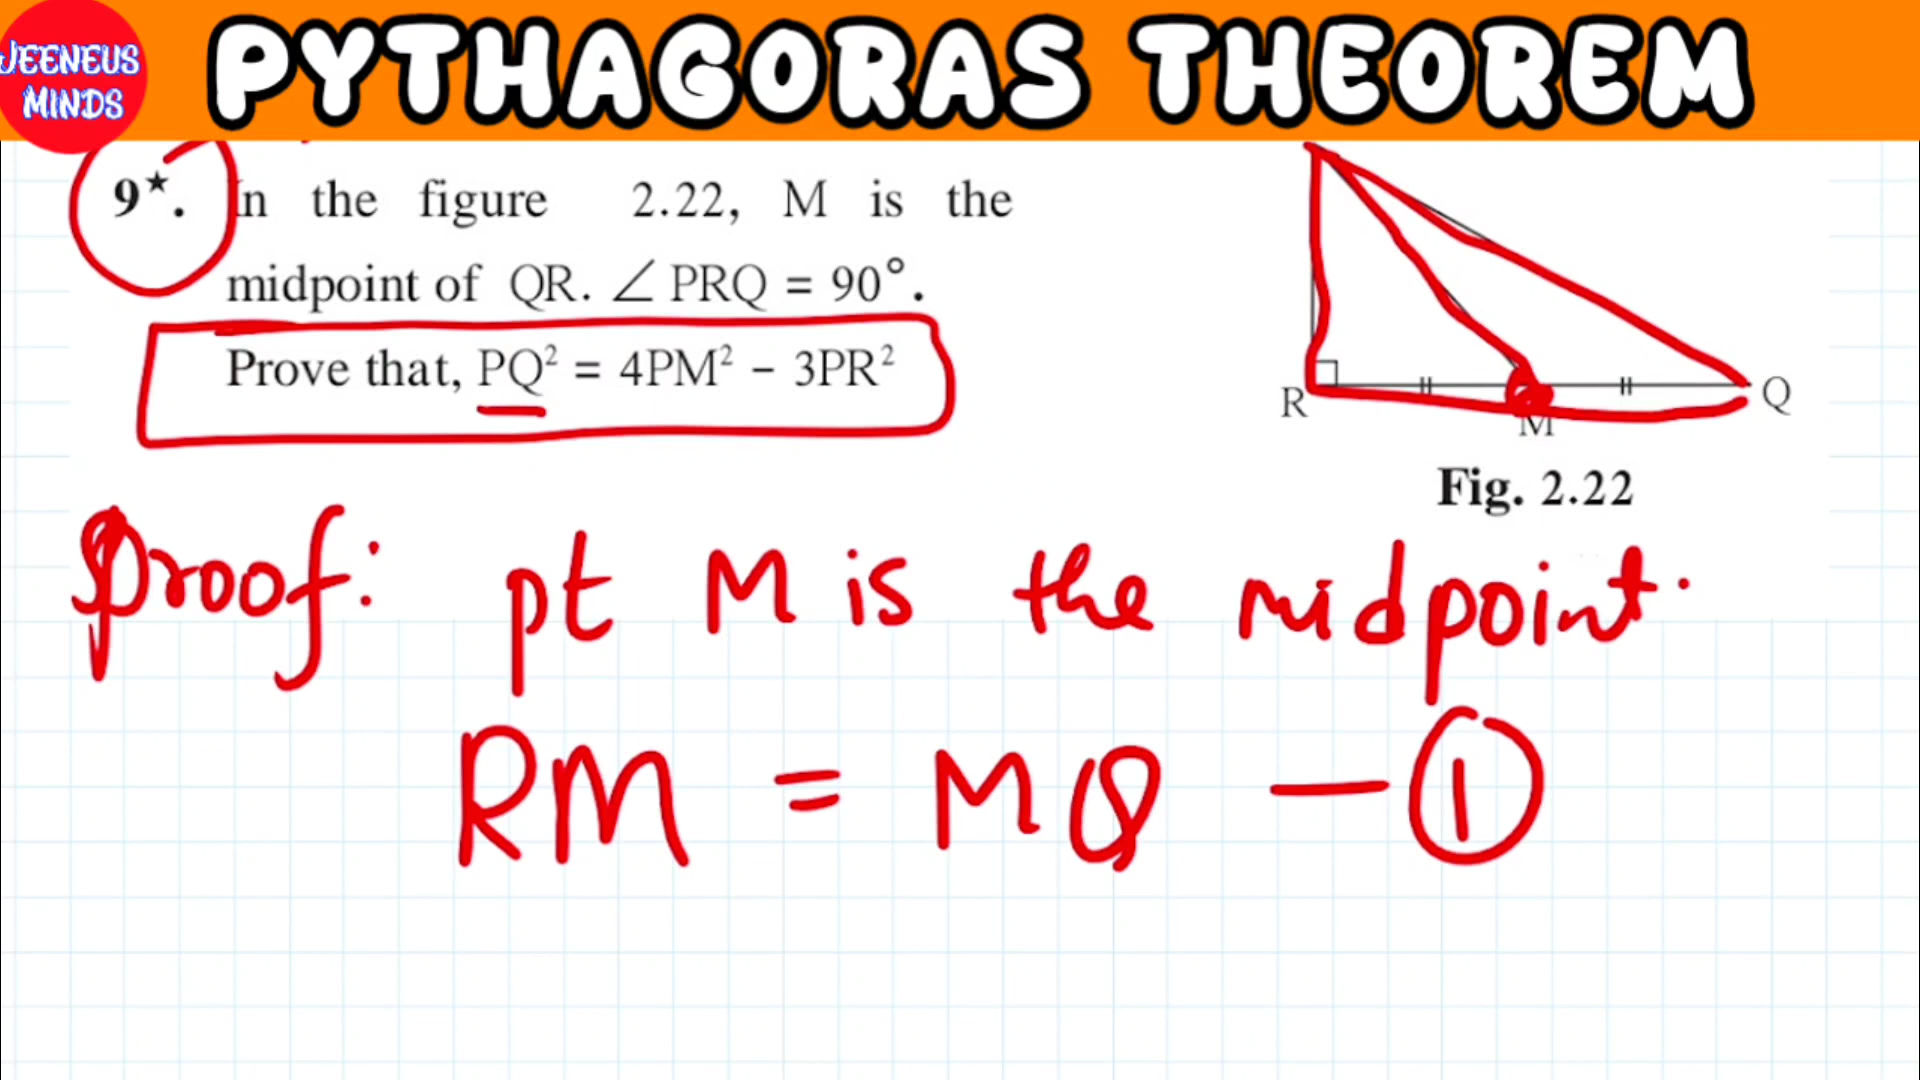 JEENEUS
MINDS
PYTHAGORAS THEOREM
9★. In the figure 2.22, M is the
midpoint of QR. ∠ PRQ = 90°.
Prove that, PQ² = 4PM² − 3PR²
R
M
Q
Fig. 2.22
Proof: pt M is the midpoint.
RM = MQ — ①